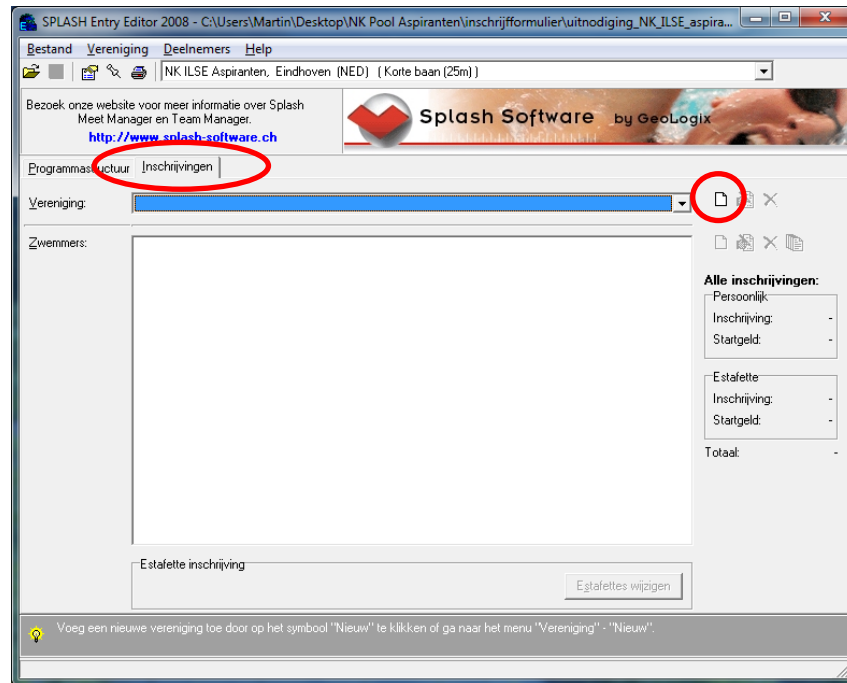 SPLASH Entry Editor 2008 - C:\Users\Martin\Desktop\NK Pool Aspiranten\inschrijfformulier\uitnodiging_NK_ILSE_aspira...
Bestand Vereniging Deelnemers Help
NK ILSE Aspiranten, Eindhoven (NED) ( Korte baan (25m) )
Bezoek onze website voor meer informatie over Splash
Meet Manager en Team Manager.
http://www.splash-software.ch
Splash Software by GeoLogix
Programmastructuur Inschrijvingen
Vereniging:
Zwemmers:
Alle inschrijvingen:
Persoonlijk
Inschrijving: -
Startgeld: -
Estafette
Inschrijving: -
Startgeld: -
Totaal: -
Estafette inschrijving
Estafettes wijzigen
Voeg een nieuwe vereniging toe door op het symbool "Nieuw" te klikken of ga naar het menu "Vereniging" - "Nieuw".